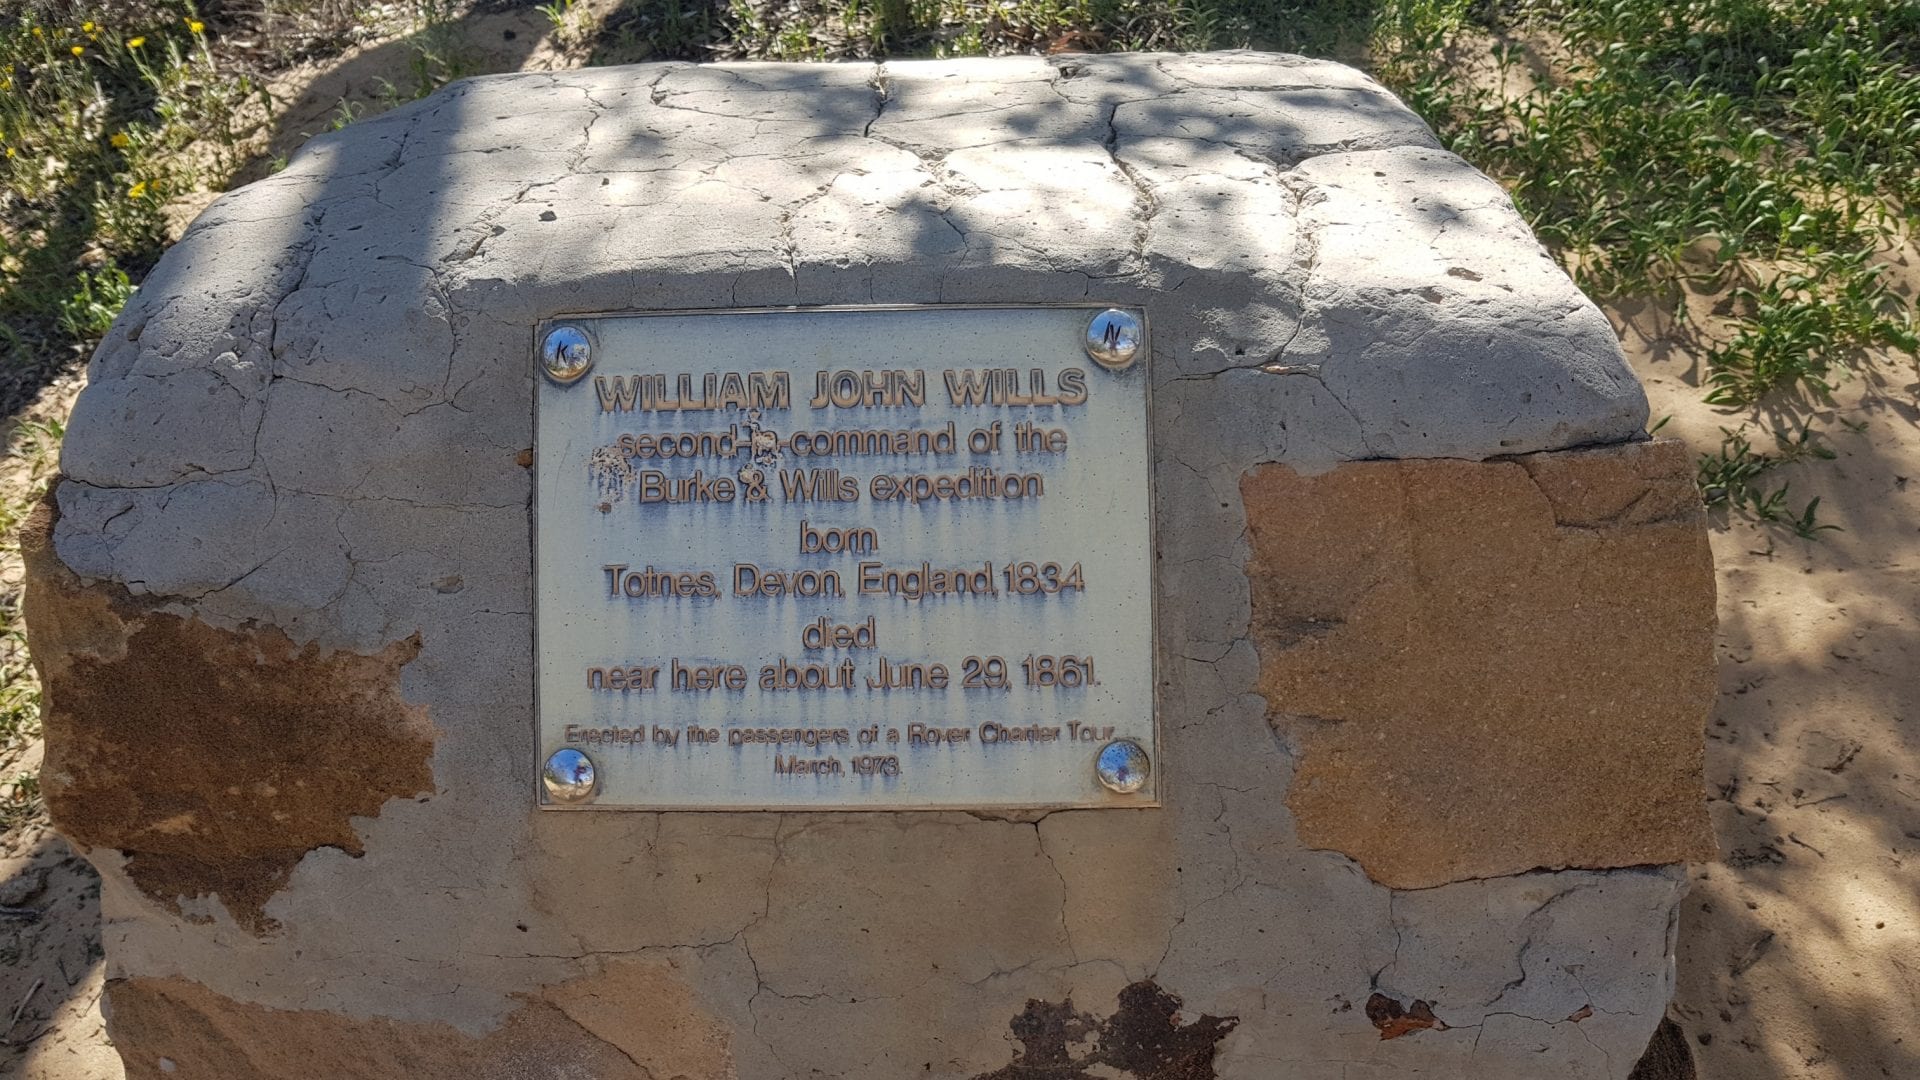 K N
WILLIAM JOHN WILLS
second-in-command of the
Burke & Wills expedition
born
Totnes, Devon, England, 1834
died
near here about June 29, 1861.
Erected by the passengers of a Rover Charter Tour
March, 1973.